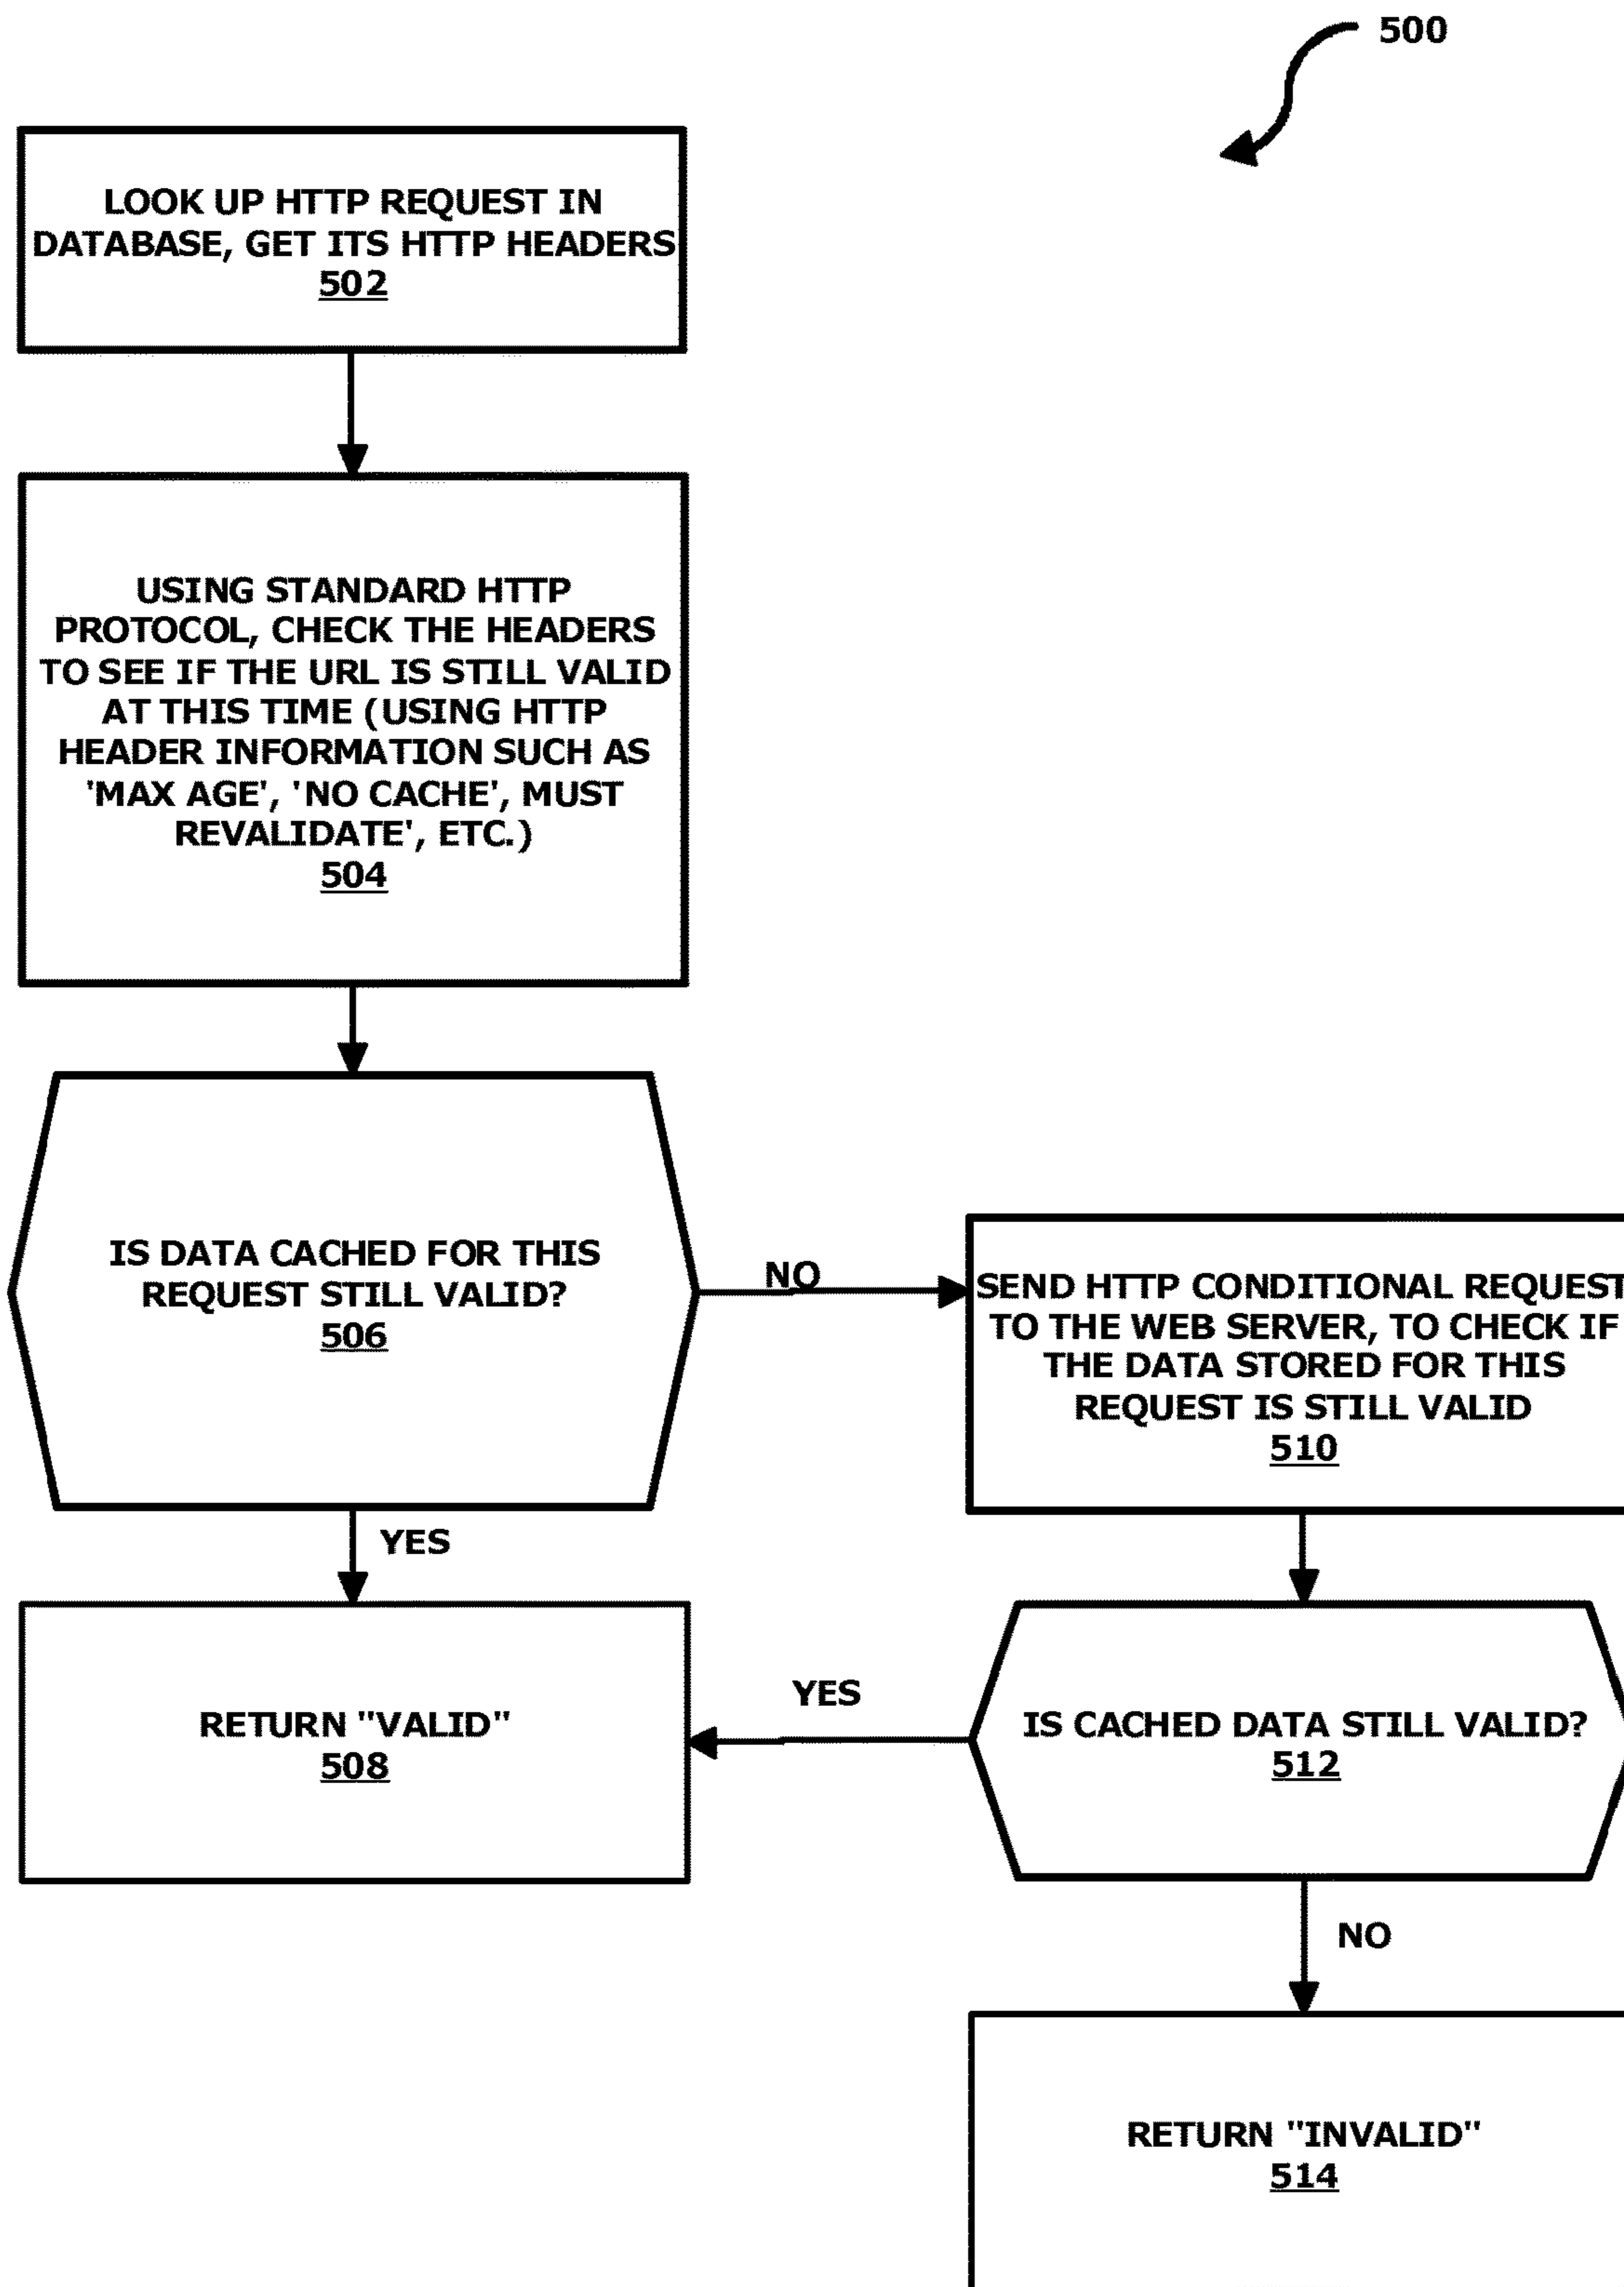 500
LOOK UP HTTP REQUEST IN
DATABASE, GET ITS HTTP HEADERS
502
USING STANDARD HTTP
PROTOCOL, CHECK THE HEADERS
TO SEE IF THE URL IS STILL VALID
AT THIS TIME (USING HTTP
HEADER INFORMATION SUCH AS
'MAX AGE', 'NO CACHE', MUST
REVALIDATE', ETC.)
504
IS DATA CACHED FOR THIS
REQUEST STILL VALID?
506
NO
SEND HTTP CONDITIONAL REQUEST
TO THE WEB SERVER, TO CHECK IF
THE DATA STORED FOR THIS
REQUEST IS STILL VALID
510
YES
RETURN "VALID"
508
YES
IS CACHED DATA STILL VALID?
512
NO
RETURN "INVALID"
514